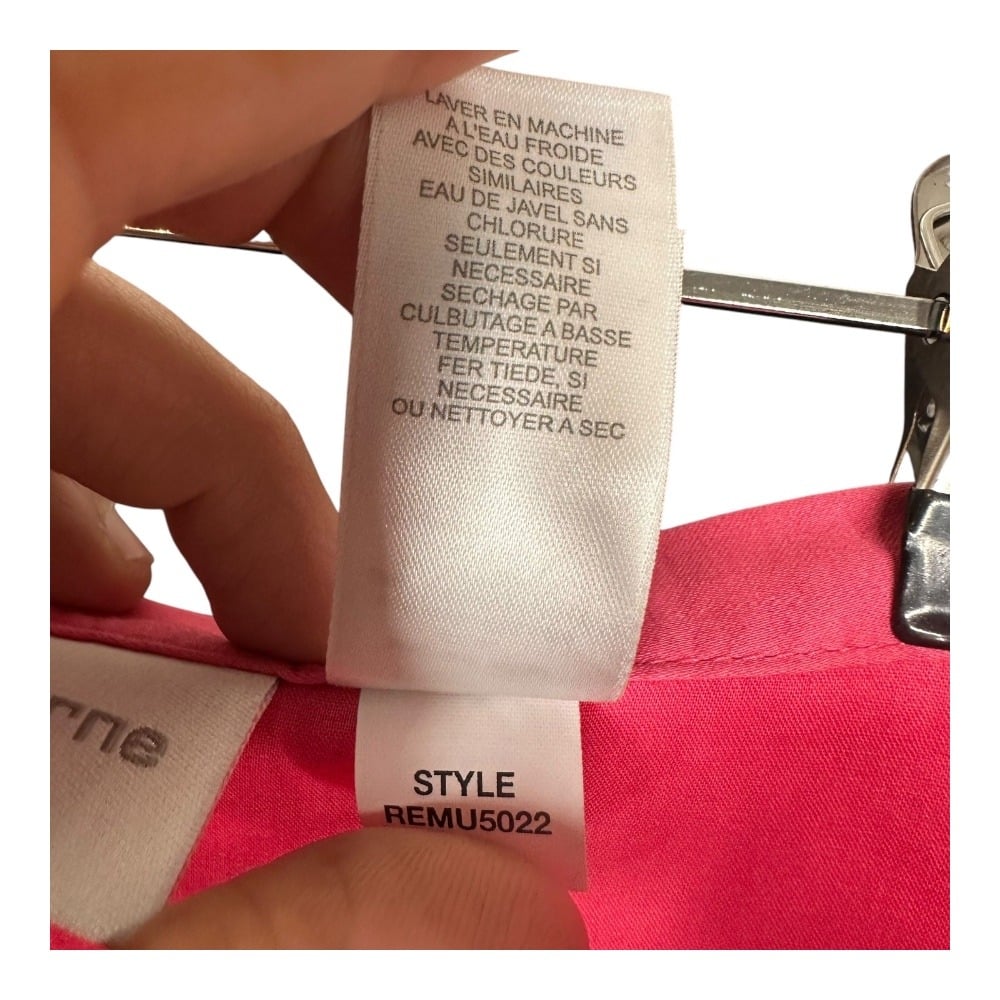 LAVER EN MACHINE
A L'EAU FROIDE
AVEC DES COULEURS
SIMILAIRES
EAU DE JAVEL SANS
CHLORURE
SEULEMENT SI
NECESSAIRE
SECHAGE PAR
CULBUTAGE A BASSE
TEMPERATURE
FER TIEDE, SI
NECESSAIRE
OU NETTOYER A SEC
STYLE
REMU5022